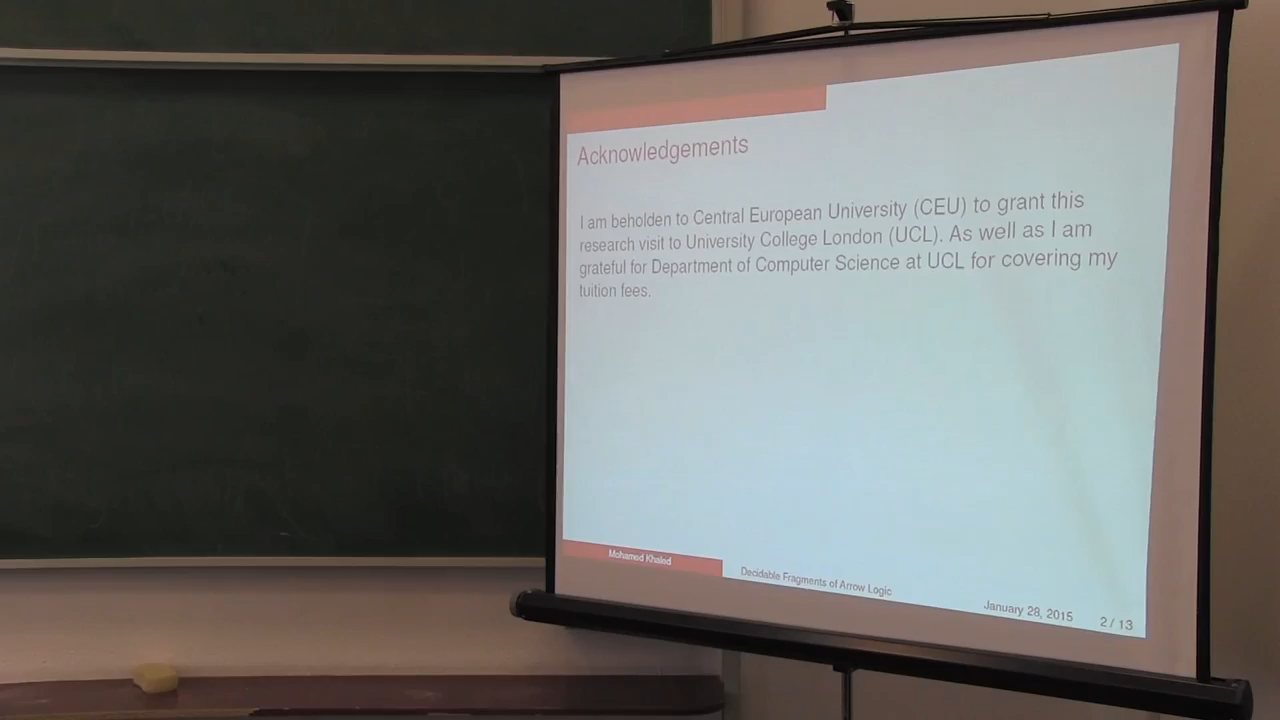 Acknowledgements
I am beholden to Central European University (CEU) to grant this
research visit to University College London (UCL). As well as I am
grateful for Department of Computer Science at UCL for covering my
tuition fees.
Mohamed Khaled
Decidable Fragments of Arrow Logic
January 28, 2015
2 / 13